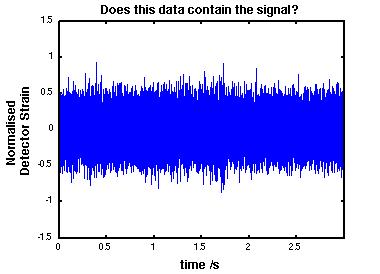 Does this data contain the signal?
1.5
1
0.5
0
-0.5
-1
-1.5
Normalised
Detector Strain
0 0.5 1 1.5 2 2.5
time /s